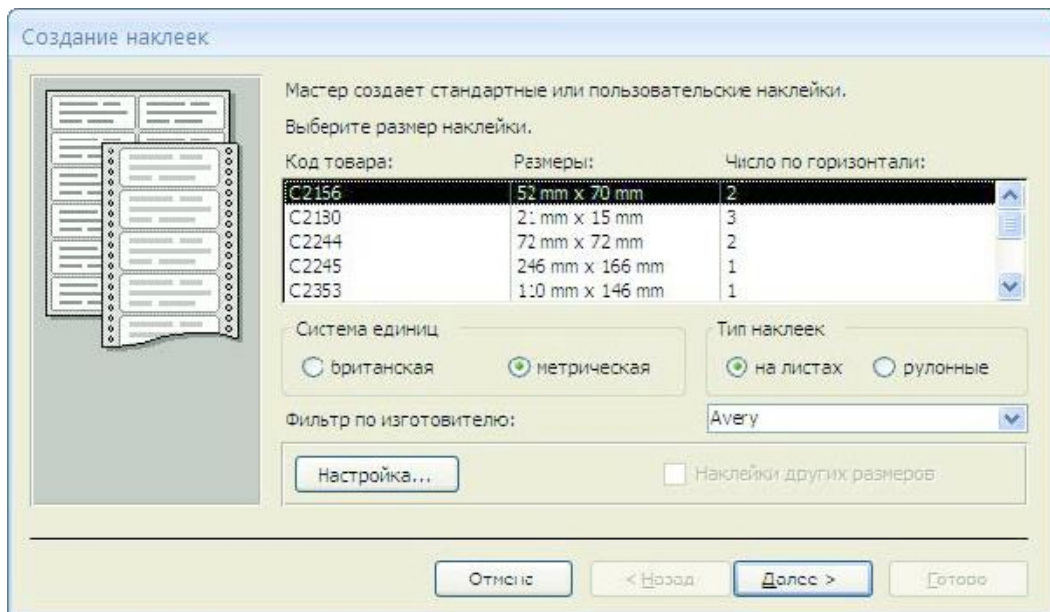 Создание наклеек
Мастер создает стандартные или пользовательские наклейки.
Выберите размер наклейки.
Код товара: Размеры: Число по горизонтали:
C2156 52 mm x 70 mm 2
C2130 21 mm x 15 mm 3
C2244 72 mm x 72 mm 2
C2245 246 mm x 166 mm 1
C2353 110 mm x 146 mm 1
Система единиц Тип наклеек
британская метрическая на листах рулонные
Фильтр по изготовителю: Avery
Настройка... Наклейки других размеров
Отмена < Назад Далее > Готово